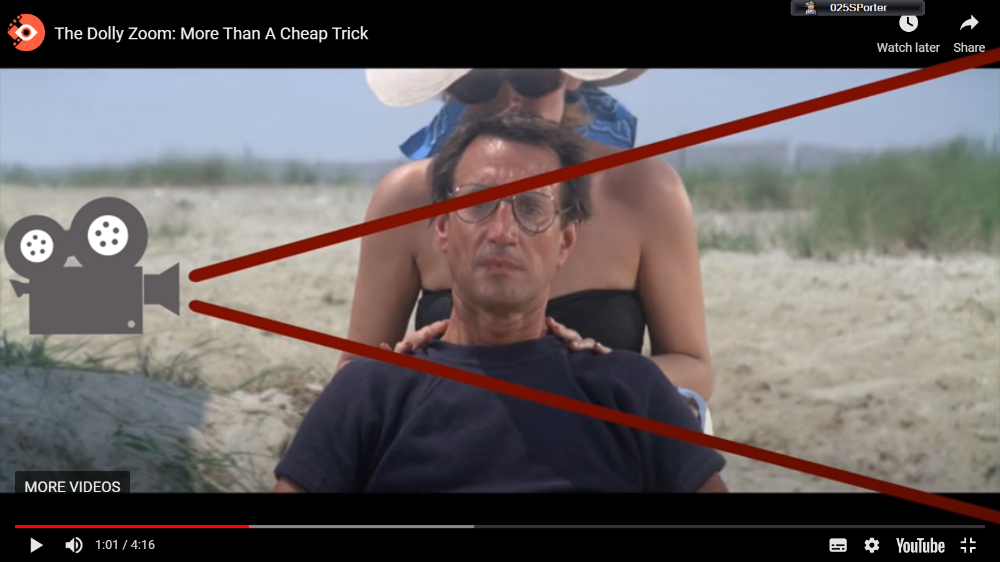 025SPorter
The Dolly Zoom: More Than A Cheap Trick
Watch later
Share
MORE VIDEOS
1:01 / 4:16
YouTube